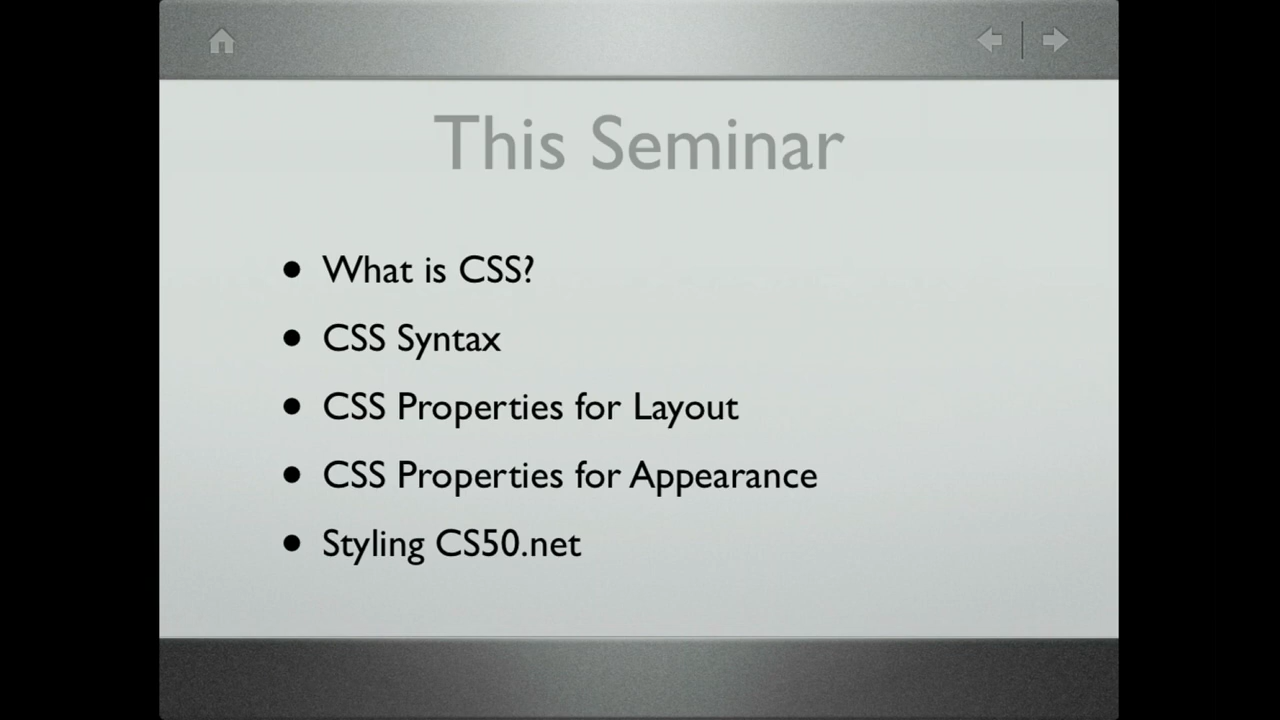 This Seminar
• What is CSS?
• CSS Syntax
• CSS Properties for Layout
• CSS Properties for Appearance
• Styling CS50.net